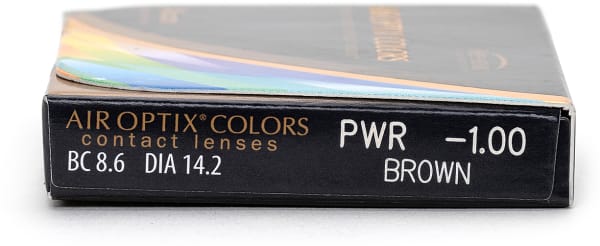 AIR OPTIX® COLORS
contact lenses
BC 8.6 DIA 14.2
PWR -1.00
BROWN